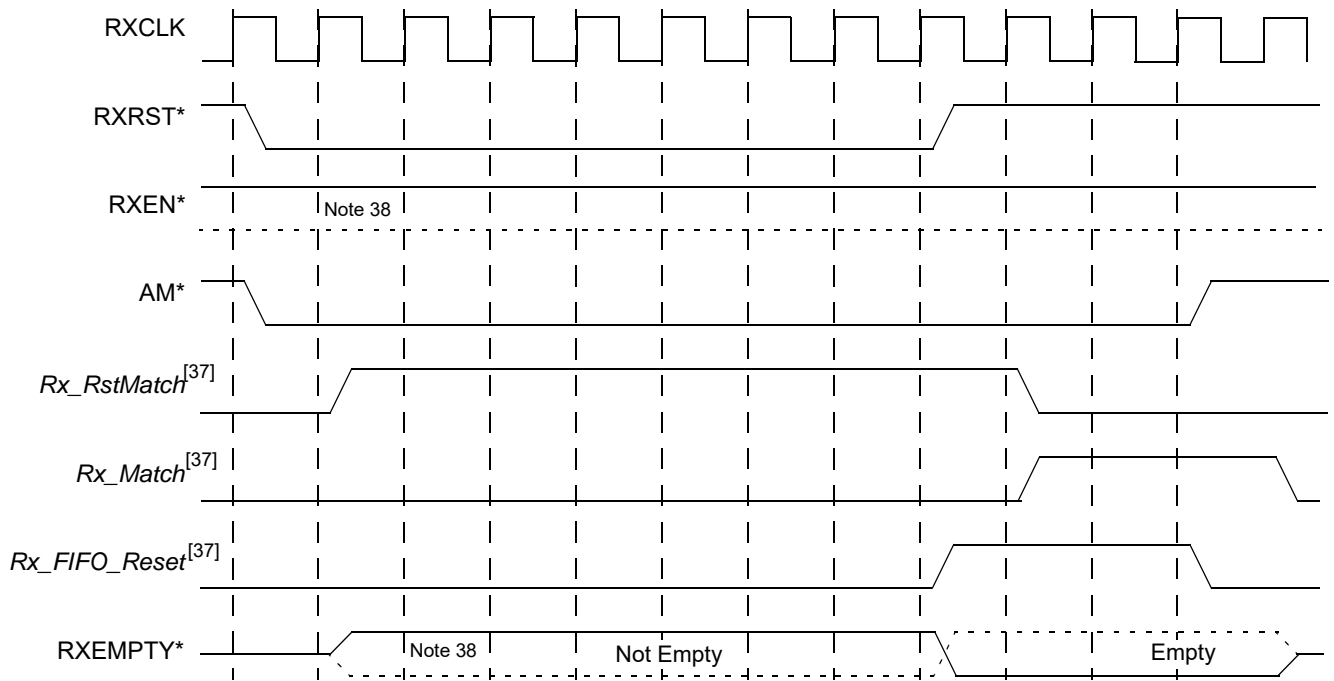 RXCLK
RXRST*
RXEN*
Note 38
AM*
Rx_RstMatch[37]
Rx_Match[37]
Rx_FIFO_Reset[37]
RXEMPTY*
Note 38
Not Empty
Empty